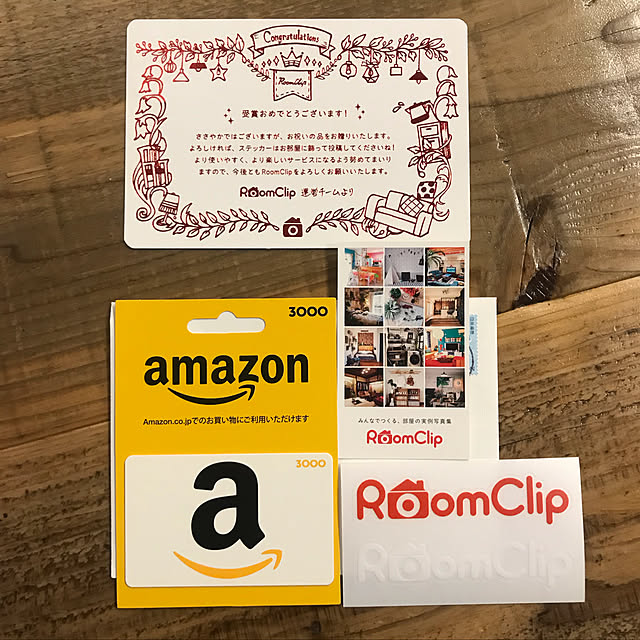 Congratulations
RoomClip
受賞おめでとうございます！
ささやかではございますが、お祝いの品をお贈りいたします。
よろしければ、ステッカーはお部屋に飾って投稿してくださいね！
より使いやすく、より楽しいサービスになるよう努めてまいり
ますので、今後ともRoomClipをよろしくお願いいたします。
RoomClip 運営チームより
3000
amazon
Amazon.co.jpでのお買い物にご利用いただけます
3000
a
みんなでつくる、部屋の実例写真集
RoomClip
RoomClip
RoomClip